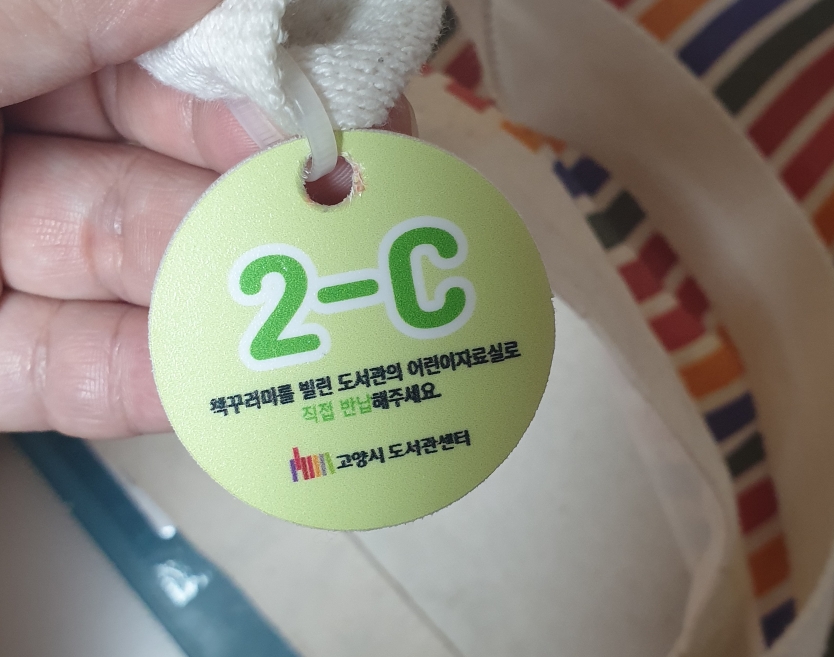 2-C
책꾸러미를 빌린 도서관의 어린이자료실로
직접 반납해주세요
고양시 도서관센터